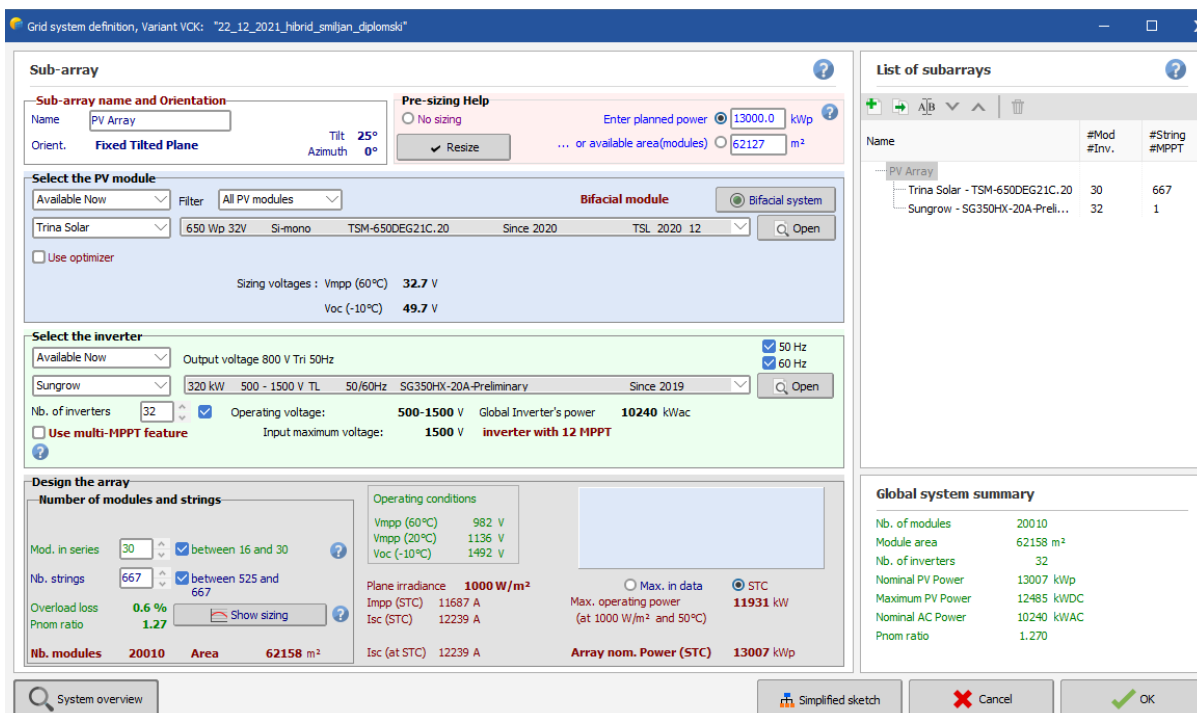 Grid system definition, Variant VCK: "22_12_2021_hibrid_smiljan_diplomski"
Sub-array
Sub-array name and Orientation
Name PV Array
Orient. Fixed Tilted Plane
Tilt 25°
Azimuth 0°
Pre-sizing Help
No sizing
Enter planned power 13000.0 kWp
Resize
... or available area(modules) 62127 m²
Select the PV module
Available Now Filter All PV modules Bifacial module Bifacial system
Trina Solar 650 Wp 32V Si-mono TSM-650DEG21C.20 Since 2020 TSL_2020_12 Open
Use optimizer
Sizing voltages : Vmpp (60°C) 32.7 V
Voc (-10°C) 49.7 V
Select the inverter
Available Now Output voltage 800 V Tri 50Hz
50 Hz
60 Hz
Sungrow 320 kW 500 - 1500 V TL 50/60Hz SG350HX-20A-Preliminary Since 2019 Open
Nb. of inverters 32 Operating voltage: 500-1500 V Global Inverter's power 10240 kWac
Use multi-MPPT feature Input maximum voltage: 1500 V inverter with 12 MPPT
Design the array
Number of modules and strings
Mod. in series 30 between 16 and 30
Nb. strings 667 between 525 and
667
Overload loss 0.6 %
Pnom ratio 1.27
Show sizing
Nb. modules 20010 Area 62158 m²
Operating conditions
Vmpp (60°C) 982 V
Vmpp (20°C) 1136 V
Voc (-10°C) 1492 V
Plane irradiance 1000 W/m²
Impp (STC) 11687 A
Isc (STC) 12239 A
Isc (at STC) 12239 A
Max. in data STC
Max. operating power 11931 kW
(at 1000 W/m² and 50°C)
Array nom. Power (STC) 13007 kWp
List of subarrays
A|B
Name #Mod #String
#Inv. #MPPT
PV Array
Trina Solar - TSM-650DEG21C.20 30 667
Sungrow - SG350HX-20A-Preli... 32 1
Global system summary
Nb. of modules 20010
Module area 62158 m²
Nb. of inverters 32
Nominal PV Power 13007 kWp
Maximum PV Power 12485 kWDC
Nominal AC Power 10240 kWAC
Pnom ratio 1.270
System overview
Simplified sketch
Cancel
OK